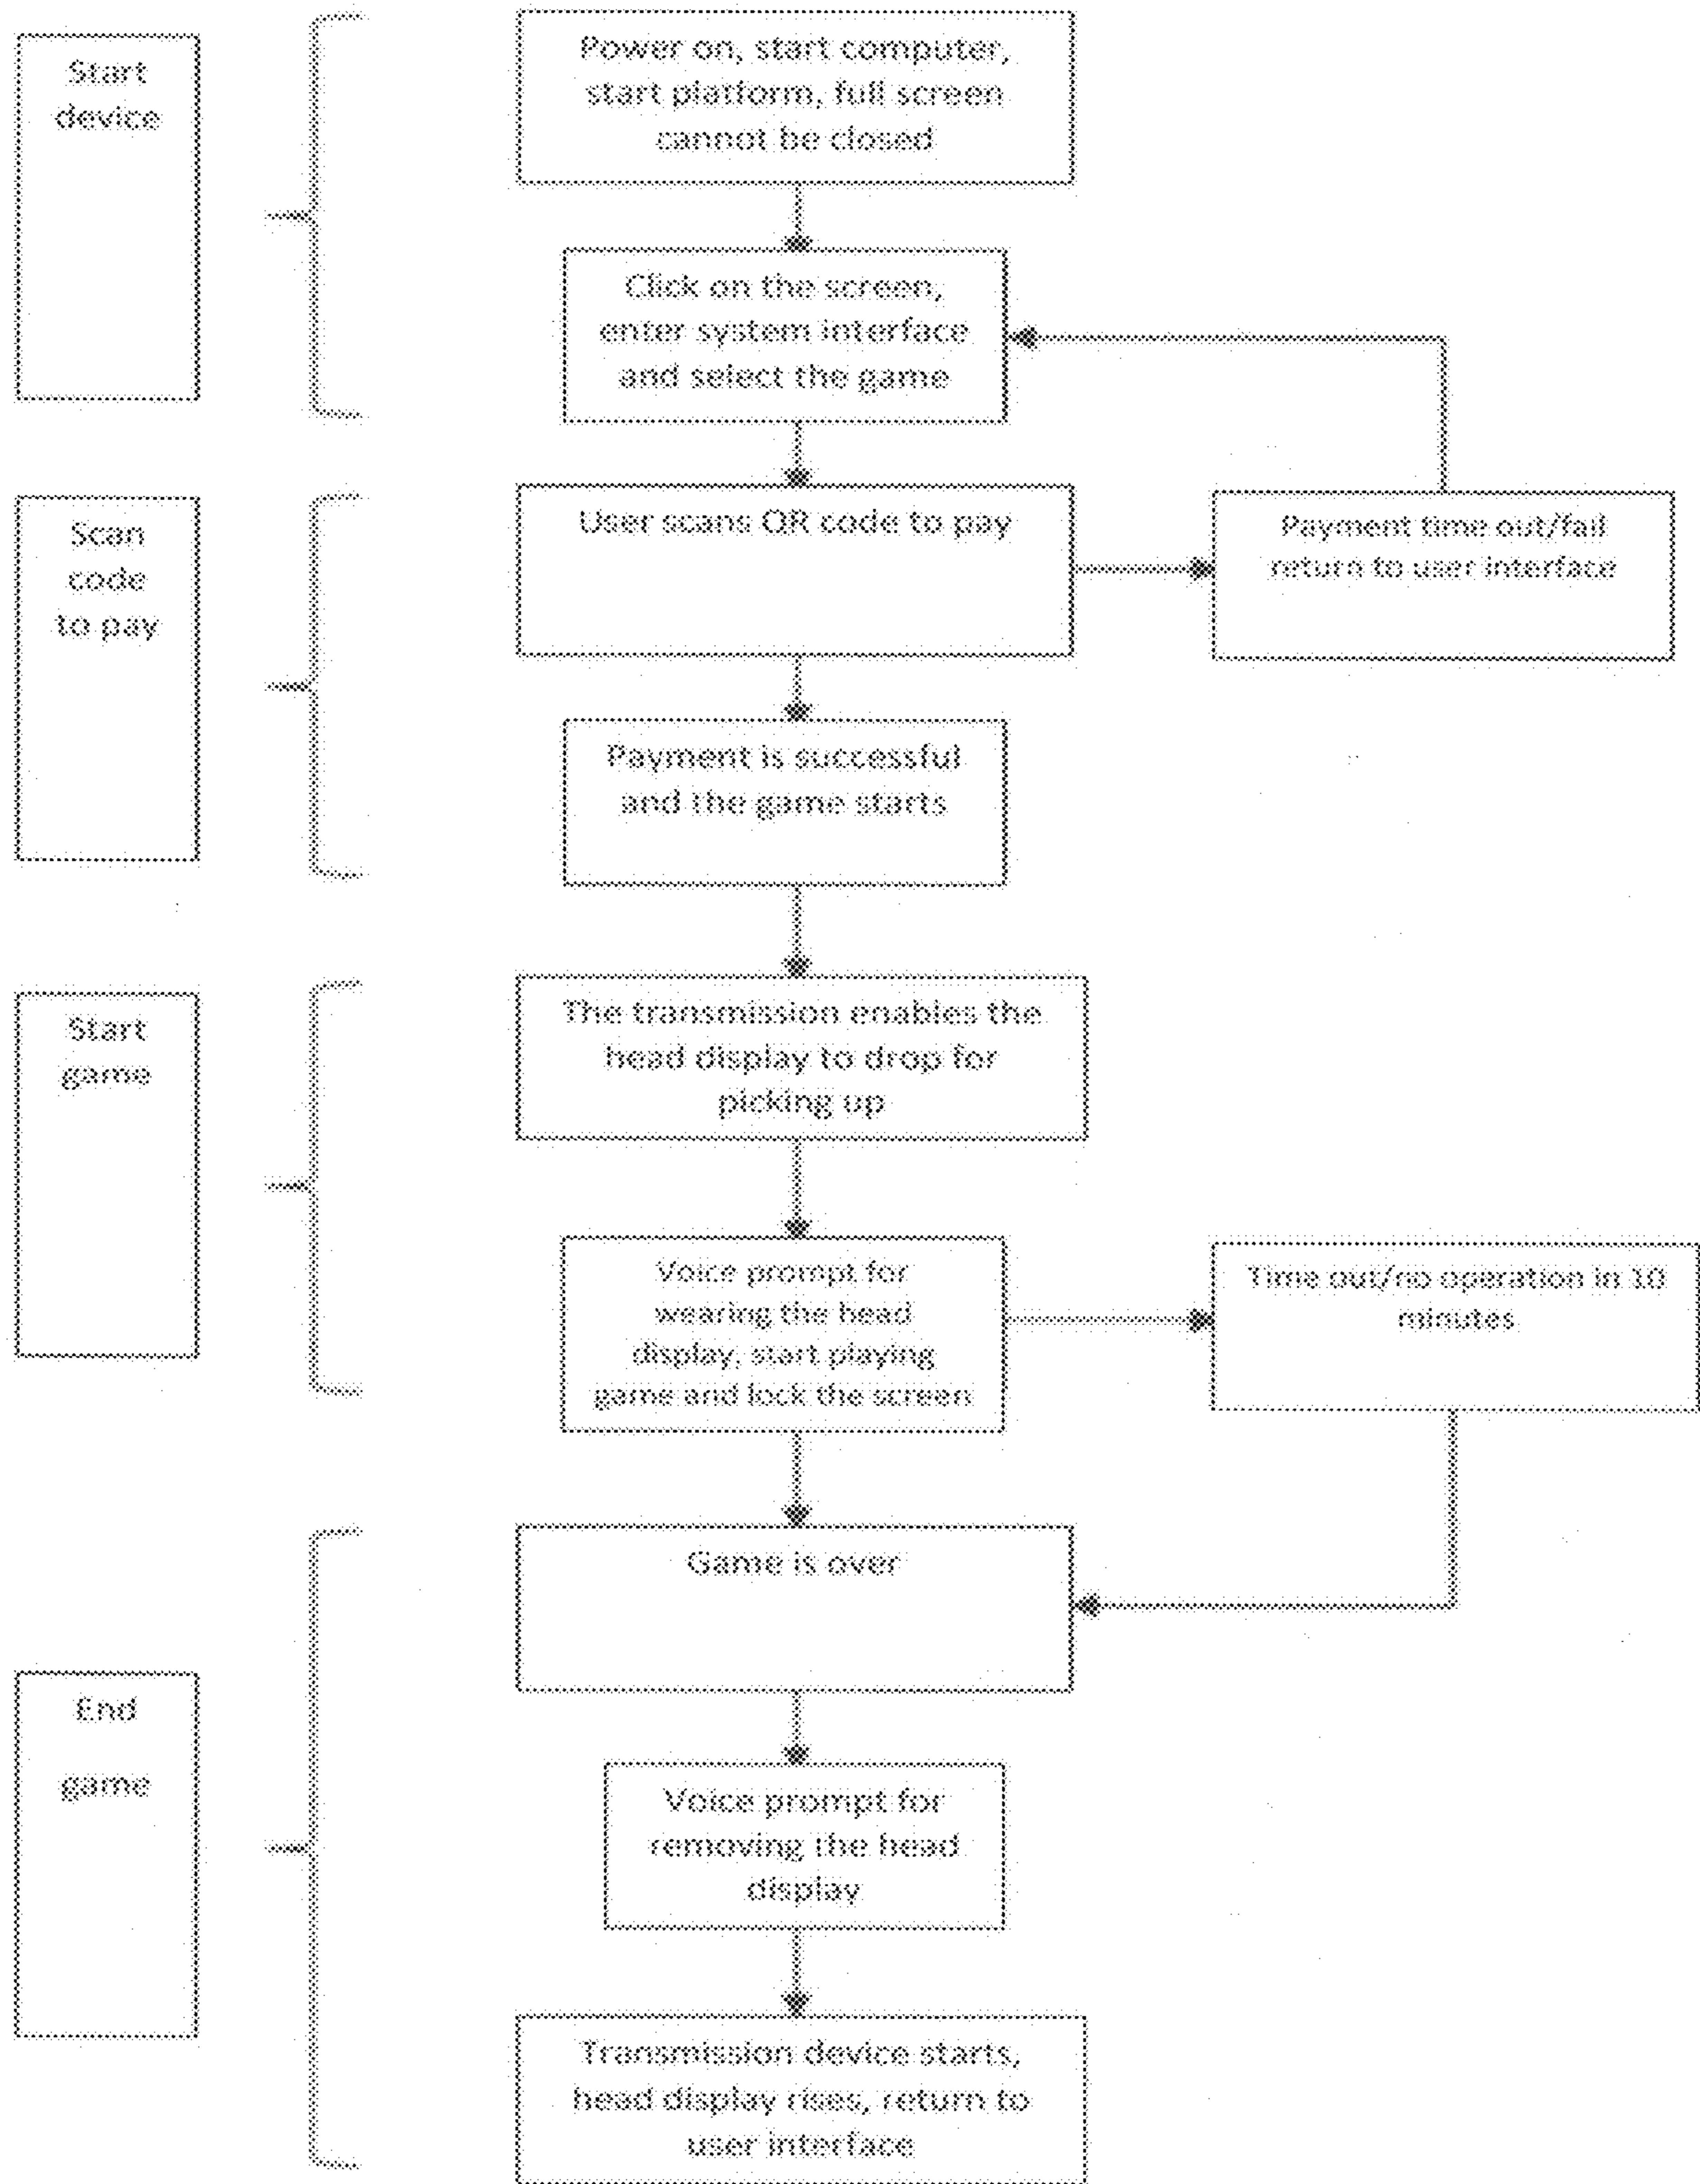 Start
device
Power on, start computer,
start platform, full screen
cannot be closed
Click on the screen,
enter system interface
and select the game
Scan
code
to pay
User scans QR code to pay
Payment time out/fail
return to user interface
Payment is successful
and the game starts
Start
game
The transmission enables the
head display to drop for
picking up
Voice prompt for
wearing the head
display, start playing
game and lock the screen
Time out/no operation in 10
minutes
End
game
Game is over
Voice prompt for
removing the head
display
Transmission device starts,
head display rises, return to
user interface